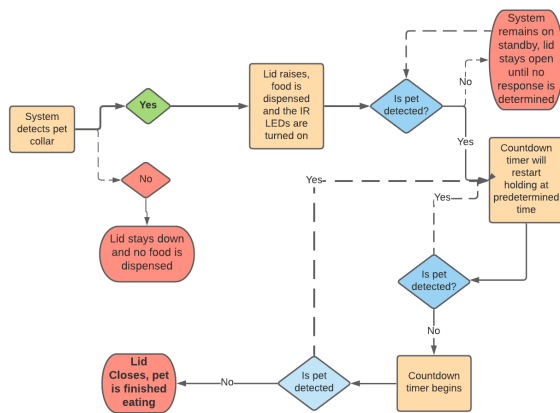 System
remains on
standby, lid
stays open
until no
response is
determined
Lid raises,
food is
dispensed
and the IR
LEDs are
turned on
Is pet
detected?
No
Yes
System
detects pet
collar
Yes
No
Countdown
timer will
restart
holding at
predetermined
time
Yes
Yes
Lid stays down
and no food is
dispensed
Is pet
detected?
No
Lid
Closes, pet
is finished
eating
No
Is pet
detected
Countdown
timer begins